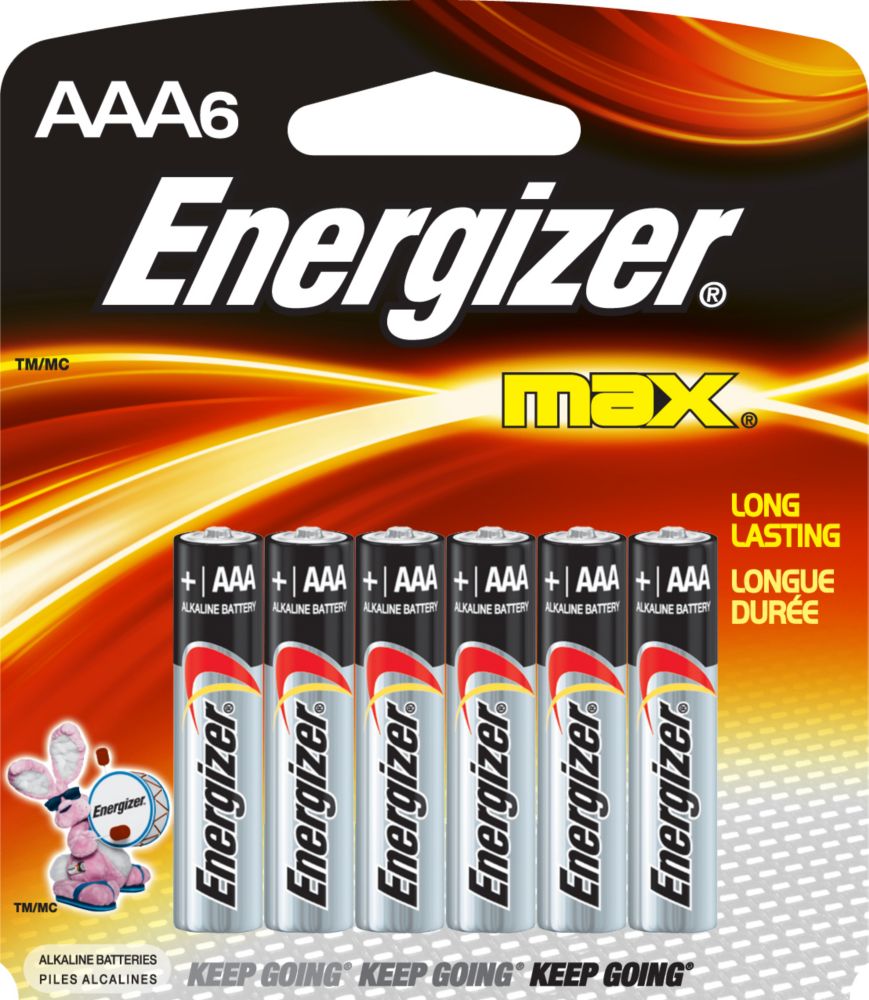 AAA6
Energizer®
TM/MC
max®
LONG
LASTING
LONGUE
DURÉE
+ | AAA + | AAA + | AAA + | AAA + | AAA + | AAA
ALKALINE BATTERY ALKALINE BATTERY ALKALINE BATTERY ALKALINE BATTERY ALKALINE BATTERY ALKALINE BATTERY
Energizer® Energizer® Energizer® Energizer® Energizer® Energizer®
Energizer.
TM/MC
ALKALINE BATTERIES
PILES ALCALINES
KEEP GOING® KEEP GOING® KEEP GOING®